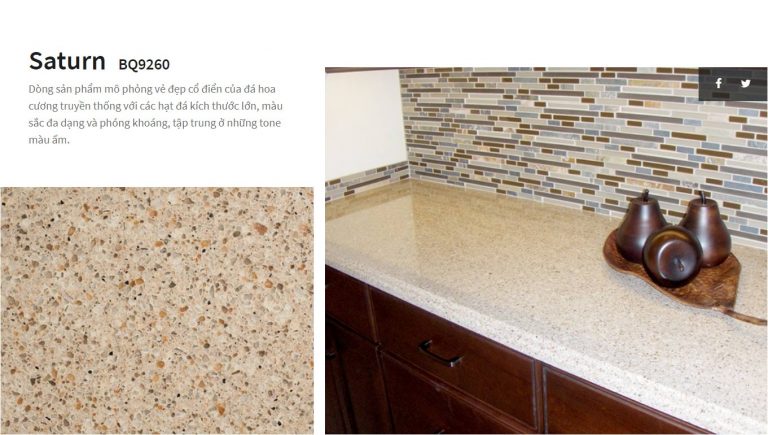 Saturn BQ9260
Dòng sản phẩm mô phỏng vẻ đẹp cổ điển của đá hoa
cương truyền thống với các hạt đá kích thước lớn, màu
sắc đa dạng và phóng khoáng, tập trung ở những tone
màu ấm.